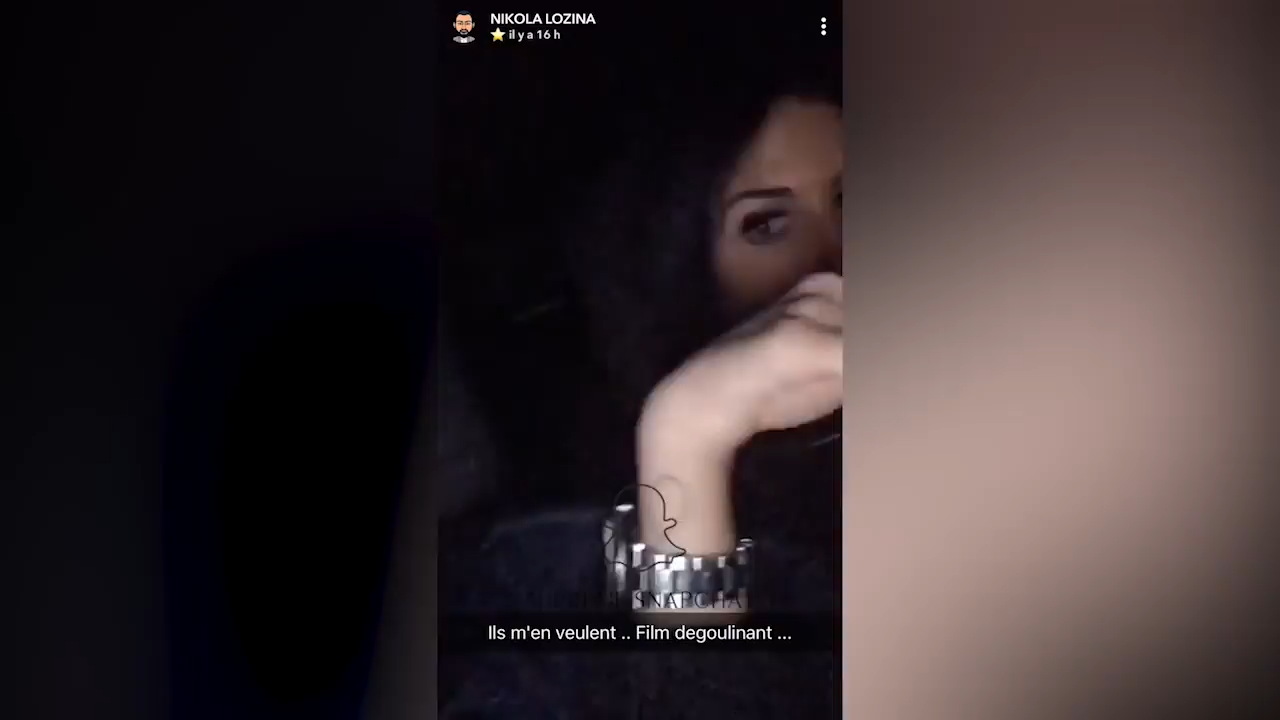 NIKOLA LOZINA
il y a 16 h
Ils m'en veulent .. Film degoulinant ...